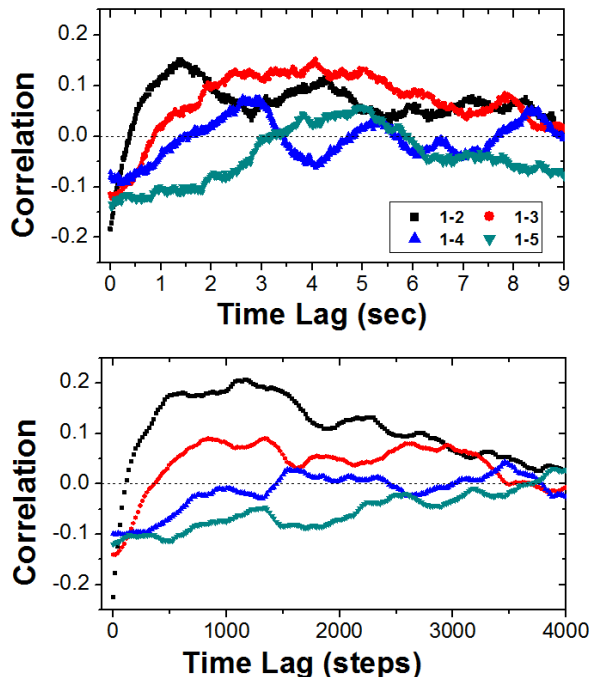 0.2
0.1
0.0
-0.1
-0.2
Correlation
1-2 1-3
1-4 1-5
0 1 2 3 4 5 6 7 8 9
Time Lag (sec)
0.2
0.1
0.0
-0.1
-0.2
Correlation
0 1000 2000 3000 4000
Time Lag (steps)